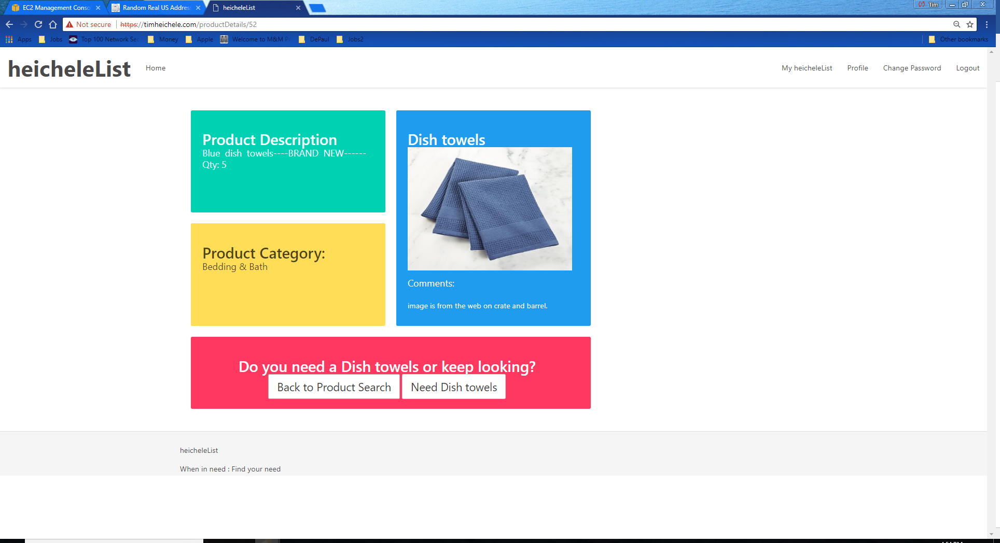 EC2 Management Conso
Random Real US Address
heicheleList
Tim
Not secure
https://timheichele.com/productDetails/52
Apps
Jobs
Top 100 Network Sec
Money
Apple
Welcome to M&M P
DePaul
Jobs2
Other bookmarks
heicheleList
Home
My heicheleList
Profile
Change Password
Logout
Product Description
Blue dish towels----BRAND NEW------
Qty: 5
Dish towels
Product Category:
Bedding & Bath
Comments:
image is from the web on crate and barrel.
Do you need a Dish towels or keep looking?
Back to Product Search
Need Dish towels
heicheleList
When in need : Find your need